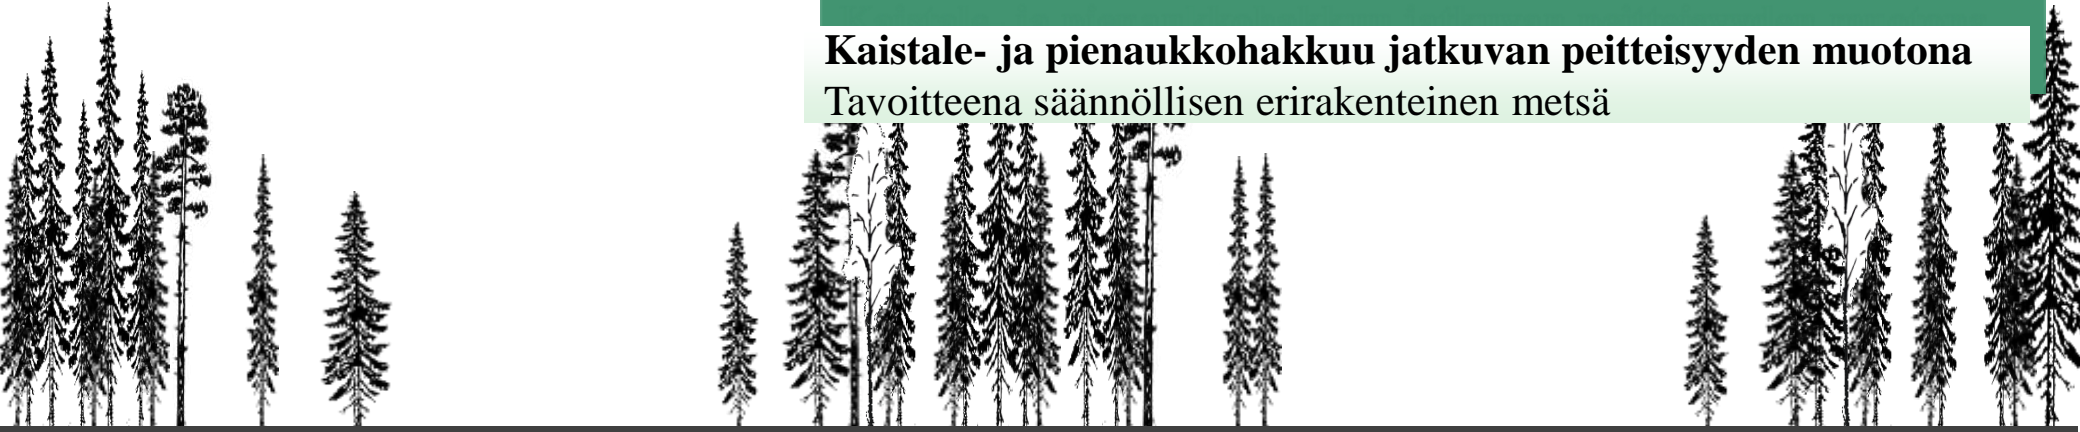 Kaistale- ja pienaukkohakkuu jatkuvan peitteisyyden muotona
Tavoitteena säännöllisen erirakenteinen metsä